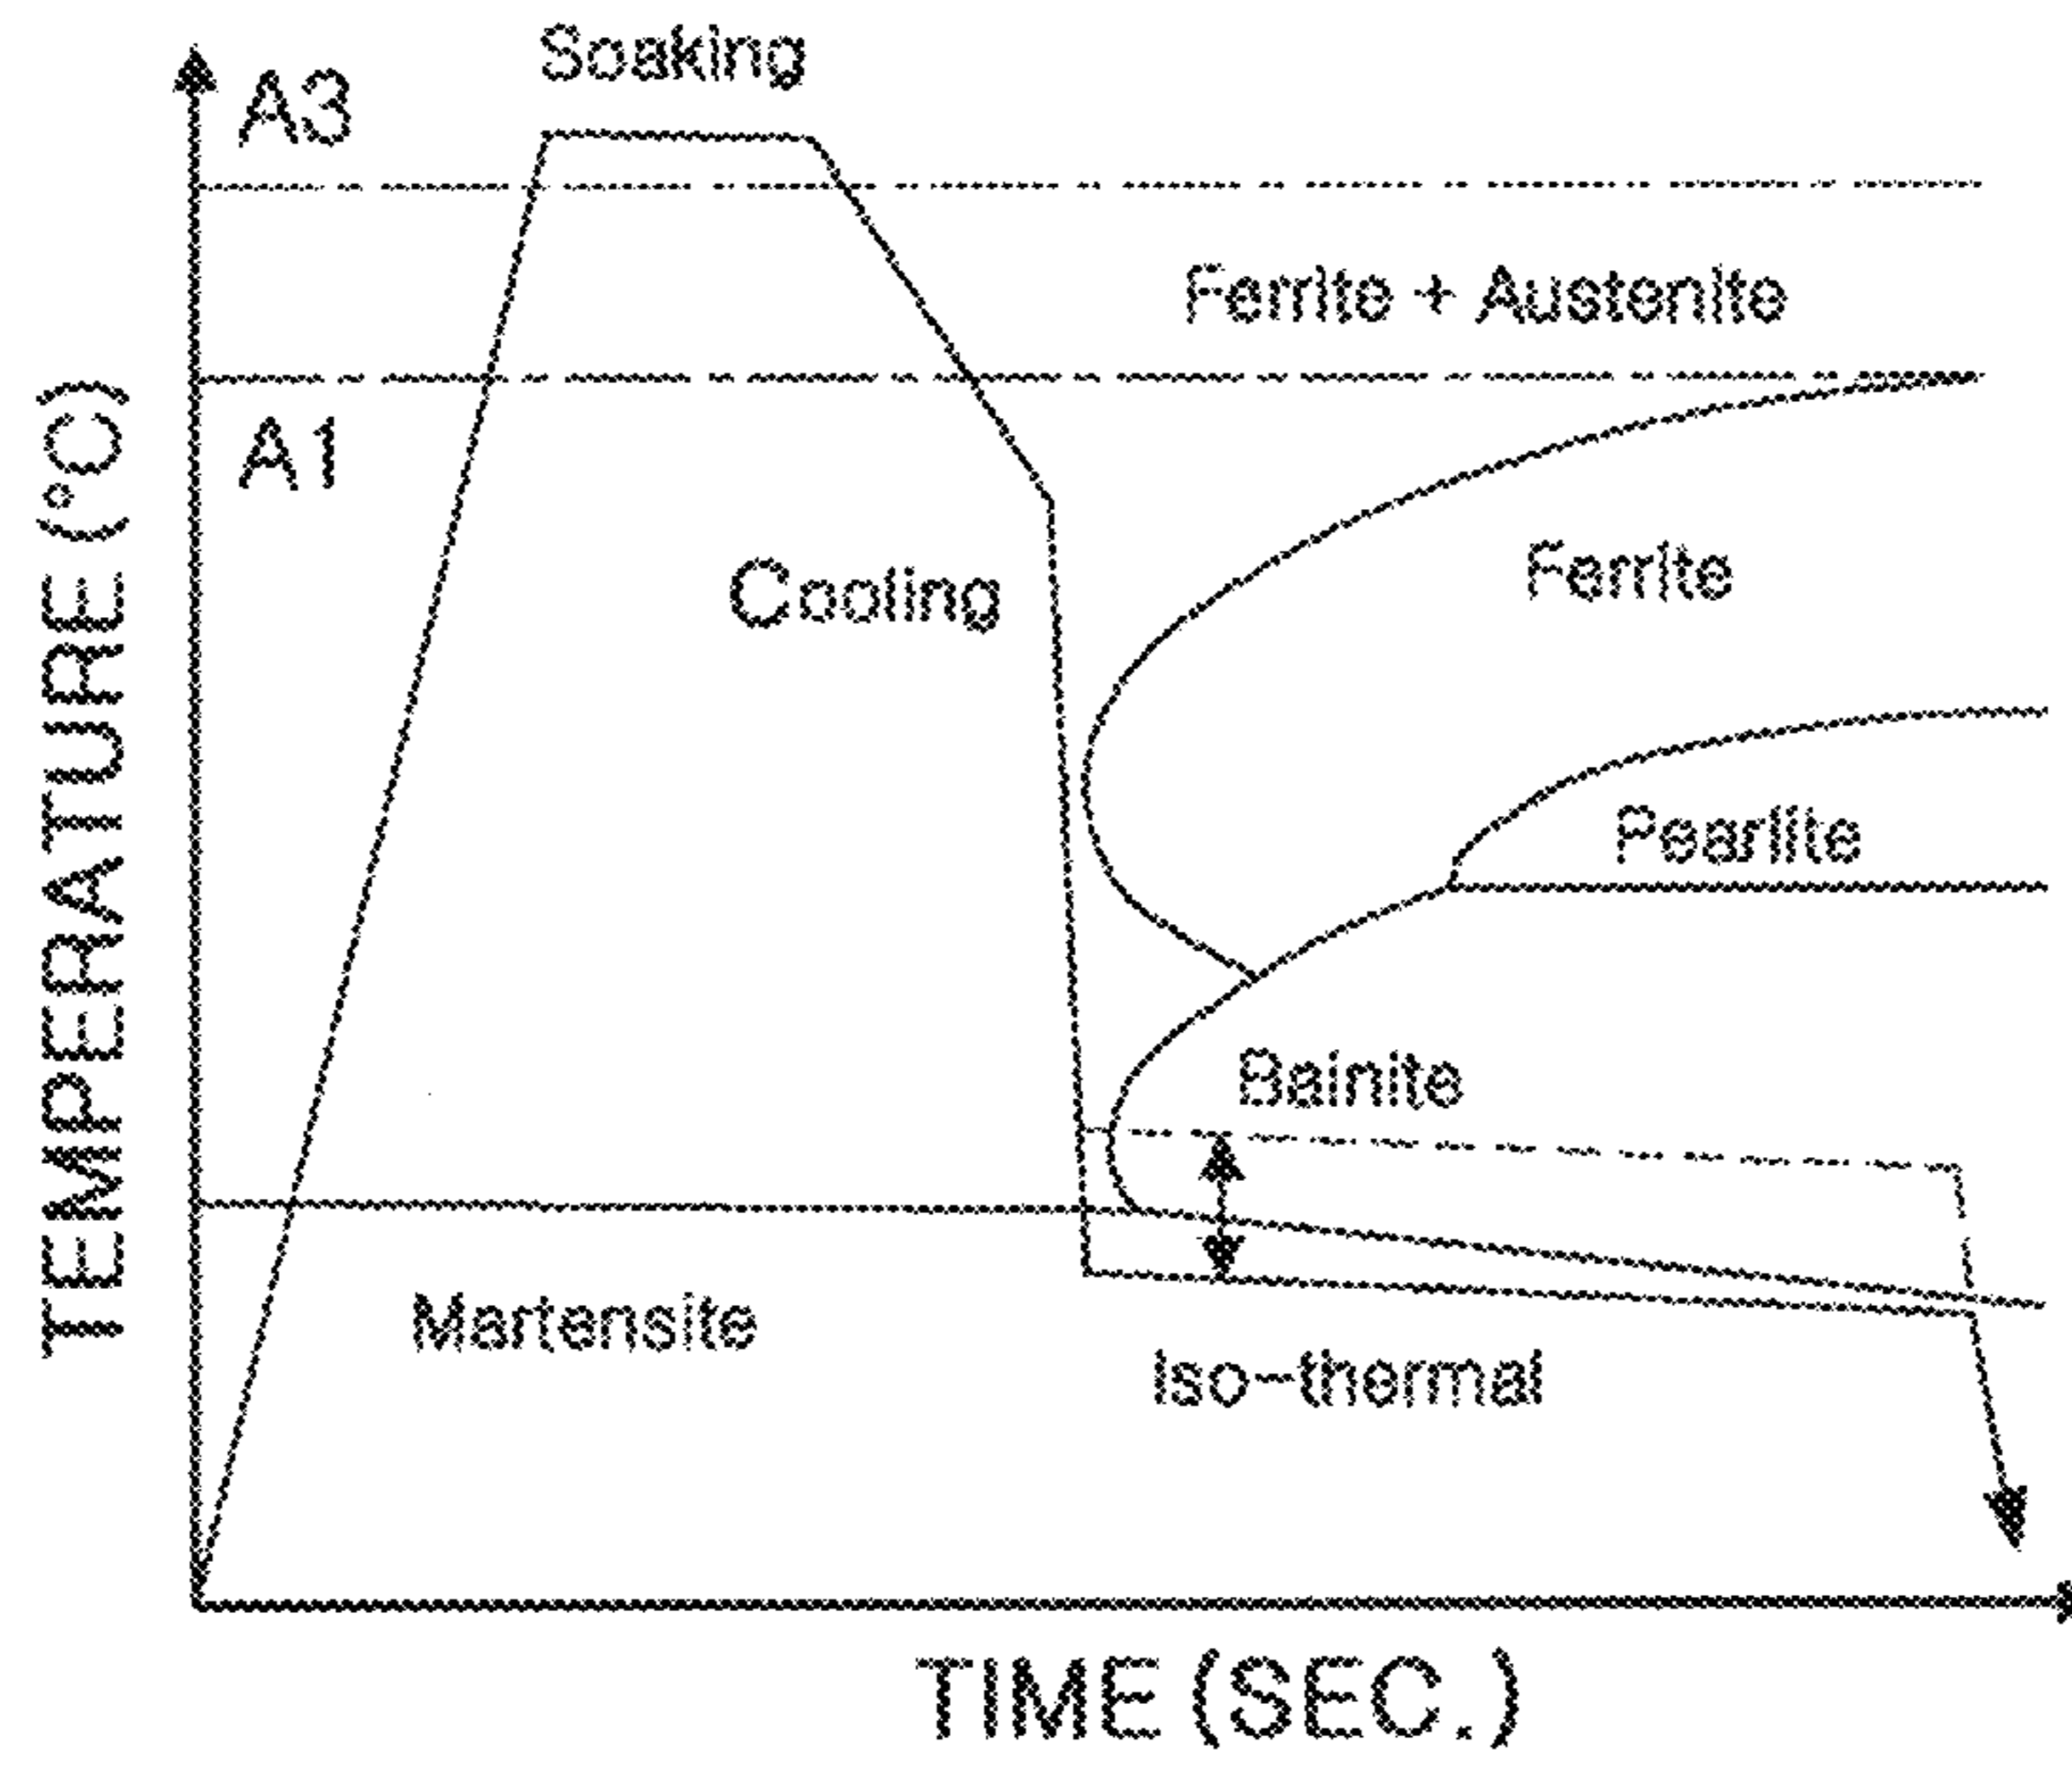 Soaking
A3
Ferrite + Austenite
A1
Cooling
Ferrite
Pearlite
Bainite
Martensite
Iso-thermal
TEMPERATURE (°C)
TIME (SEC.)